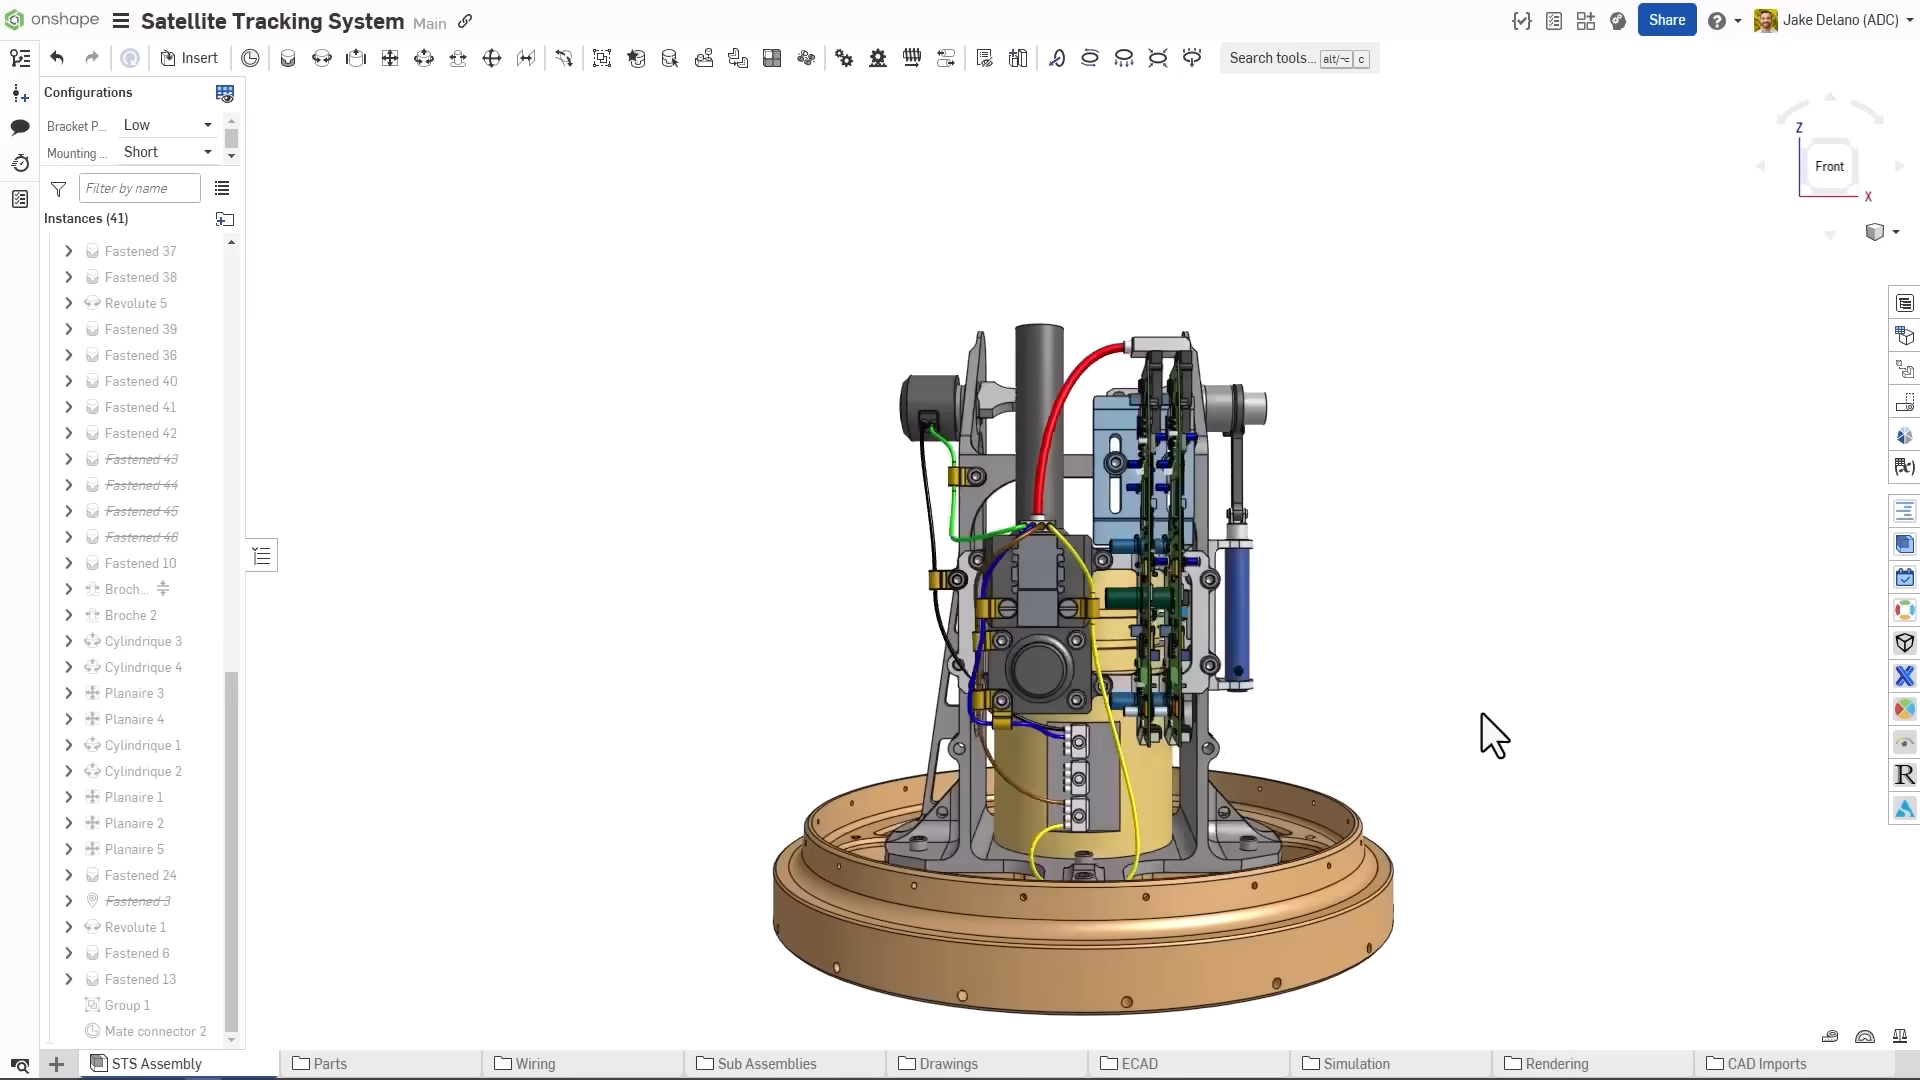 onshape Satellite Tracking System Main
Share
Jake Delano (ADC)
Insert
Search tools... alt/⌥ c
Configurations
Bracket P... Low
Mounting ... Short
Filter by name
Instances (41)
Fastened 37
Fastened 38
Revolute 5
Fastened 39
Fastened 36
Fastened 40
Fastened 41
Fastened 42
Fastened 43
Fastened 44
Fastened 45
Fastened 46
Fastened 10
Broch...
Broche 2
Cylindrique 3
Cylindrique 4
Planaire 3
Planaire 4
Cylindrique 1
Cylindrique 2
Planaire 1
Planaire 2
Planaire 5
Fastened 24
Fastened 3
Revolute 1
Fastened 6
Fastened 13
Group 1
Mate connector 2
Z
Front
X
(x)
R
STS Assembly
Parts
Wiring
Sub Assemblies
Drawings
ECAD
Simulation
Rendering
CAD Imports